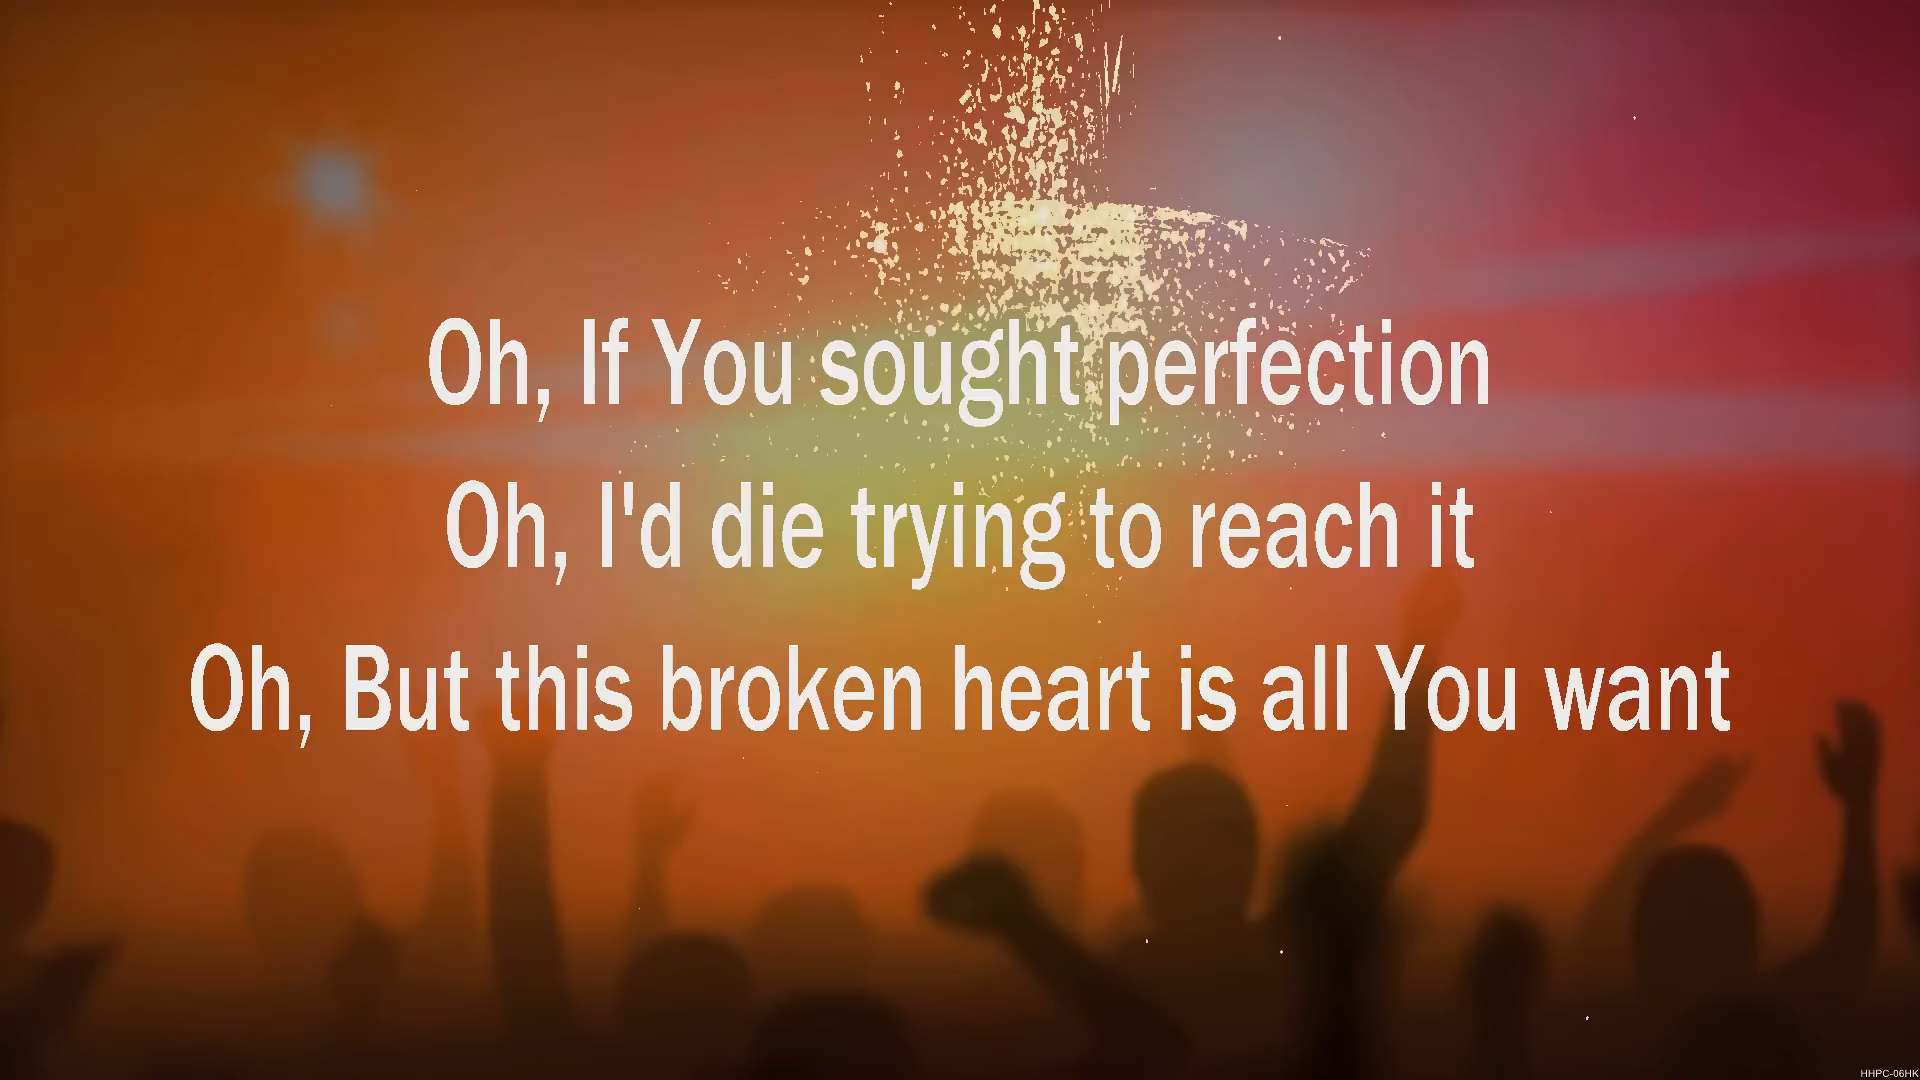 Oh, If You sought perfection
Oh, I'd die trying to reach it
Oh, But this broken heart is all You want
HHPC-06HK